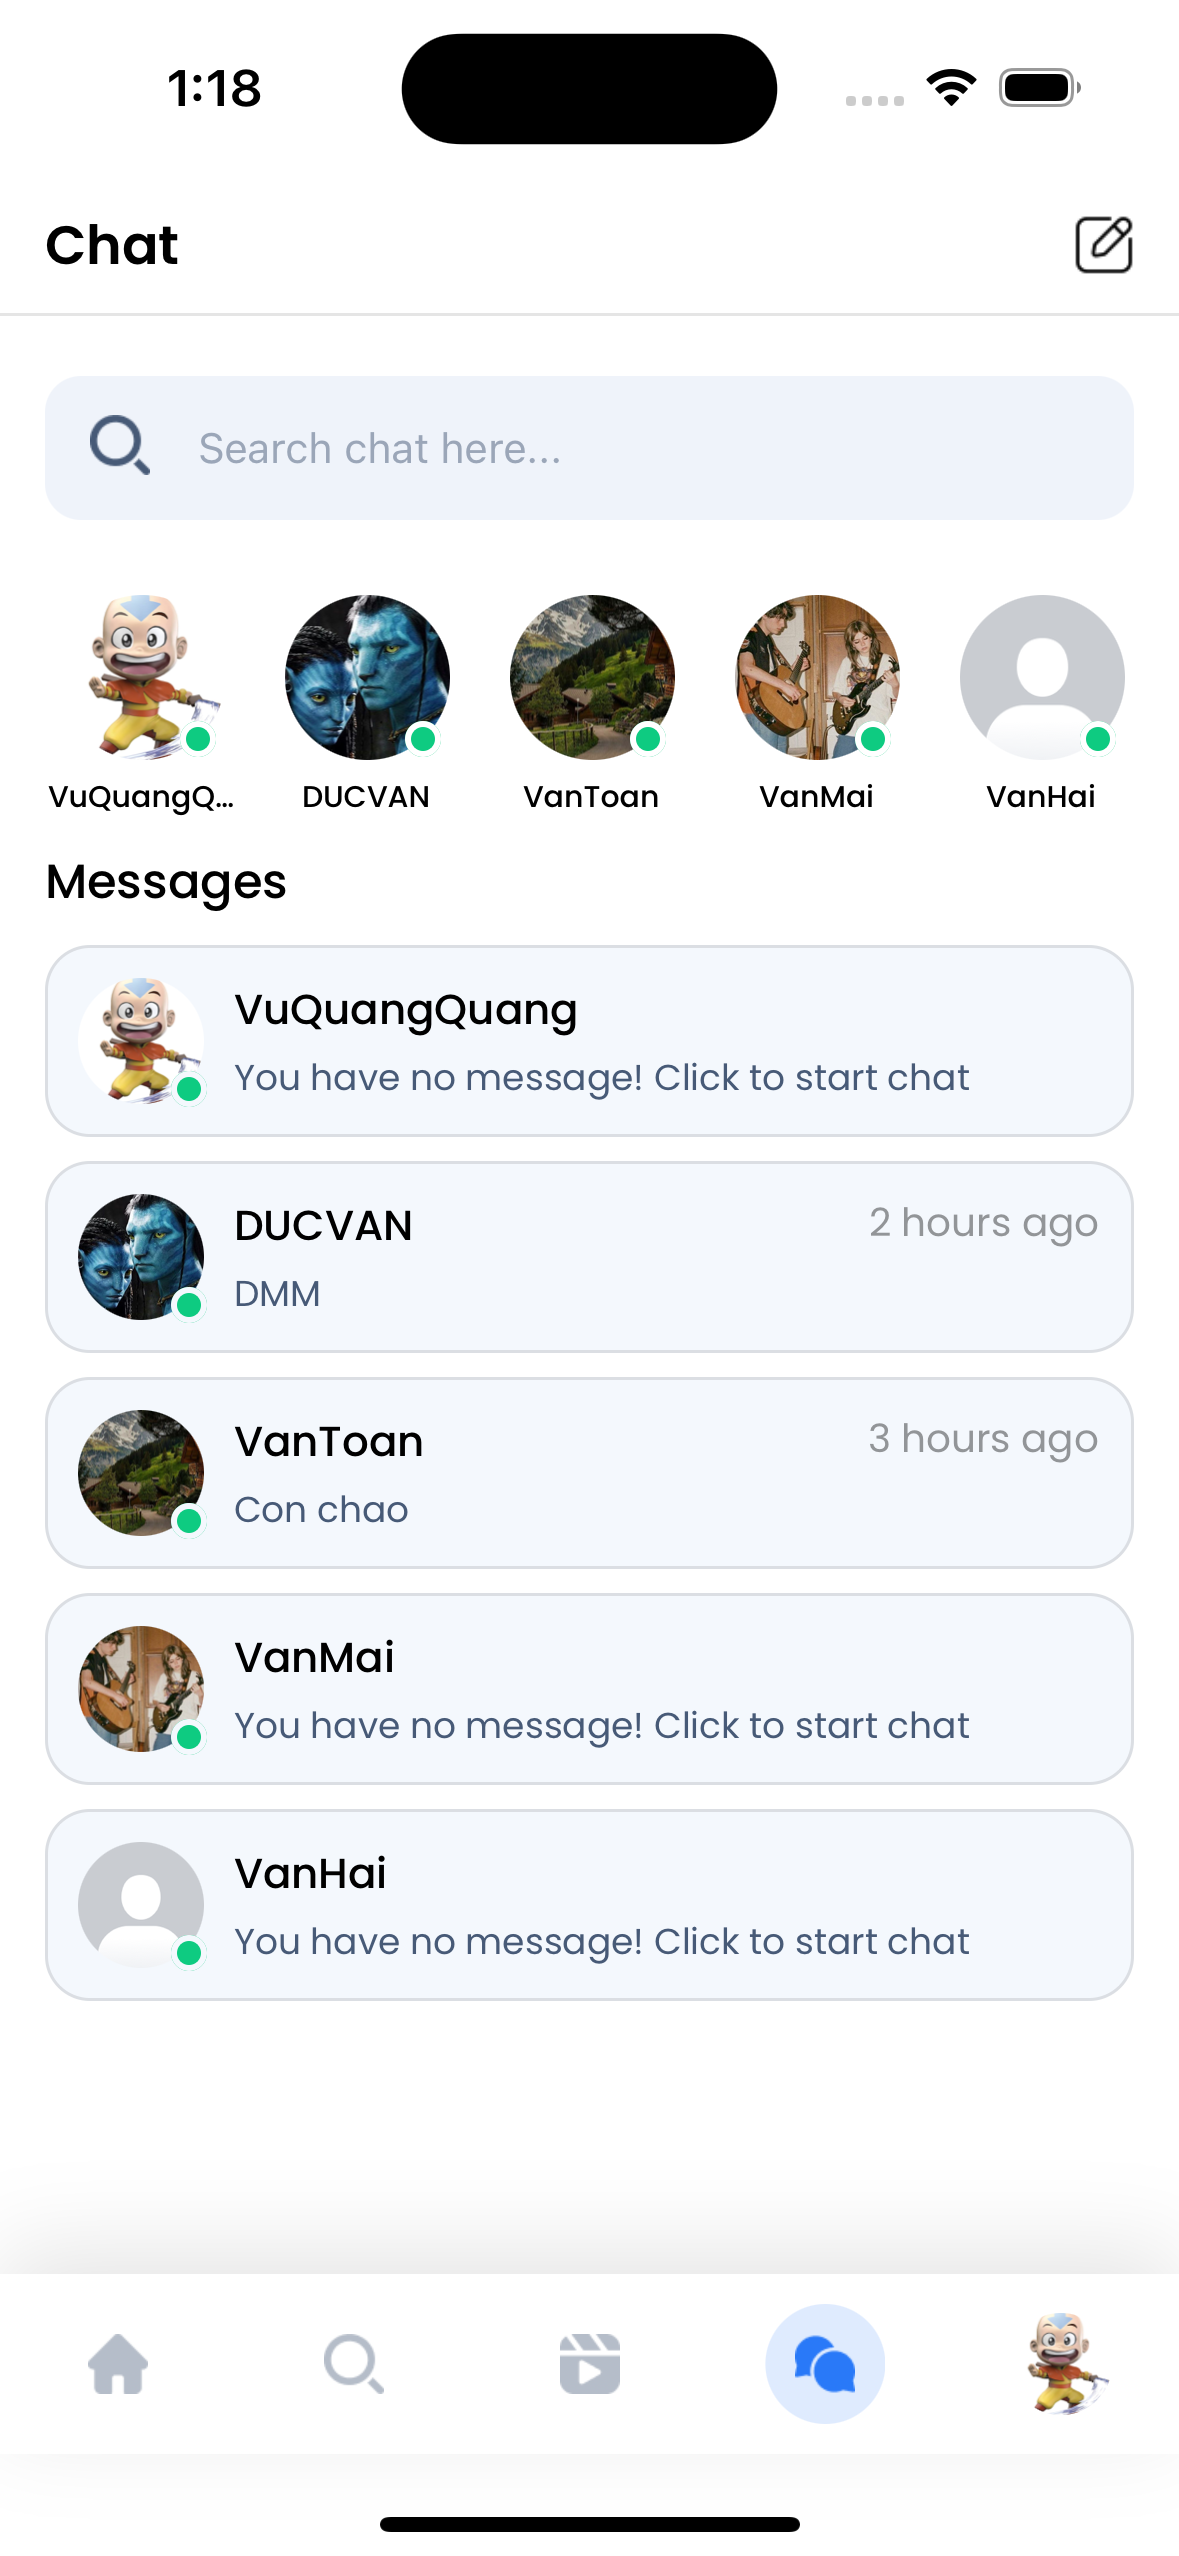 1:18
Chat
Search chat here...
VuQuangQ... DUCVAN VanToan VanMai VanHai
Messages
VuQuangQuang
You have no message! Click to start chat
DUCVAN 2 hours ago
DMM
VanToan 3 hours ago
Con chao
VanMai
You have no message! Click to start chat
VanHai
You have no message! Click to start chat